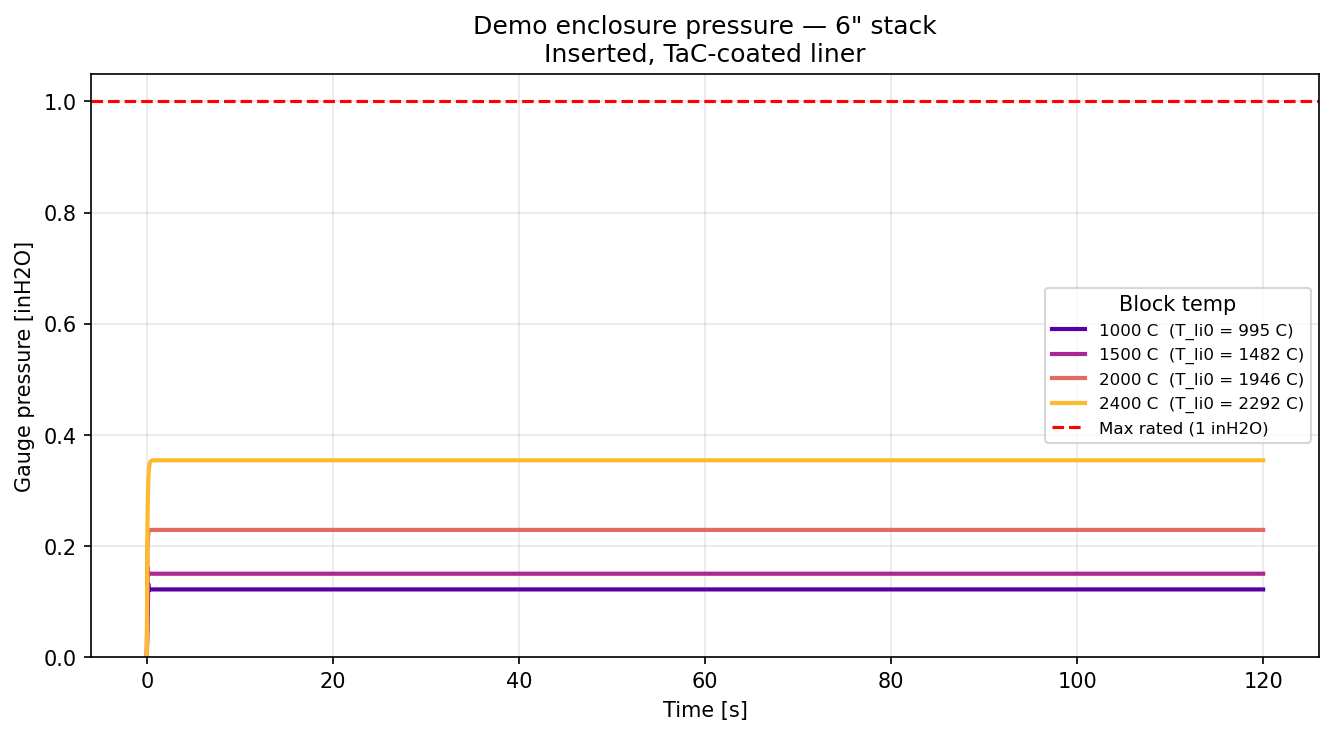 Demo enclosure pressure — 6" stack
Inserted, TaC-coated liner
Gauge pressure [inH2O]
1.0
0.8
0.6
0.4
0.2
0.0
Block temp
1000 C (T_li0 = 995 C)
1500 C (T_li0 = 1482 C)
2000 C (T_li0 = 1946 C)
2400 C (T_li0 = 2292 C)
Max rated (1 inH2O)
0 20 40 60 80 100 120
Time [s]